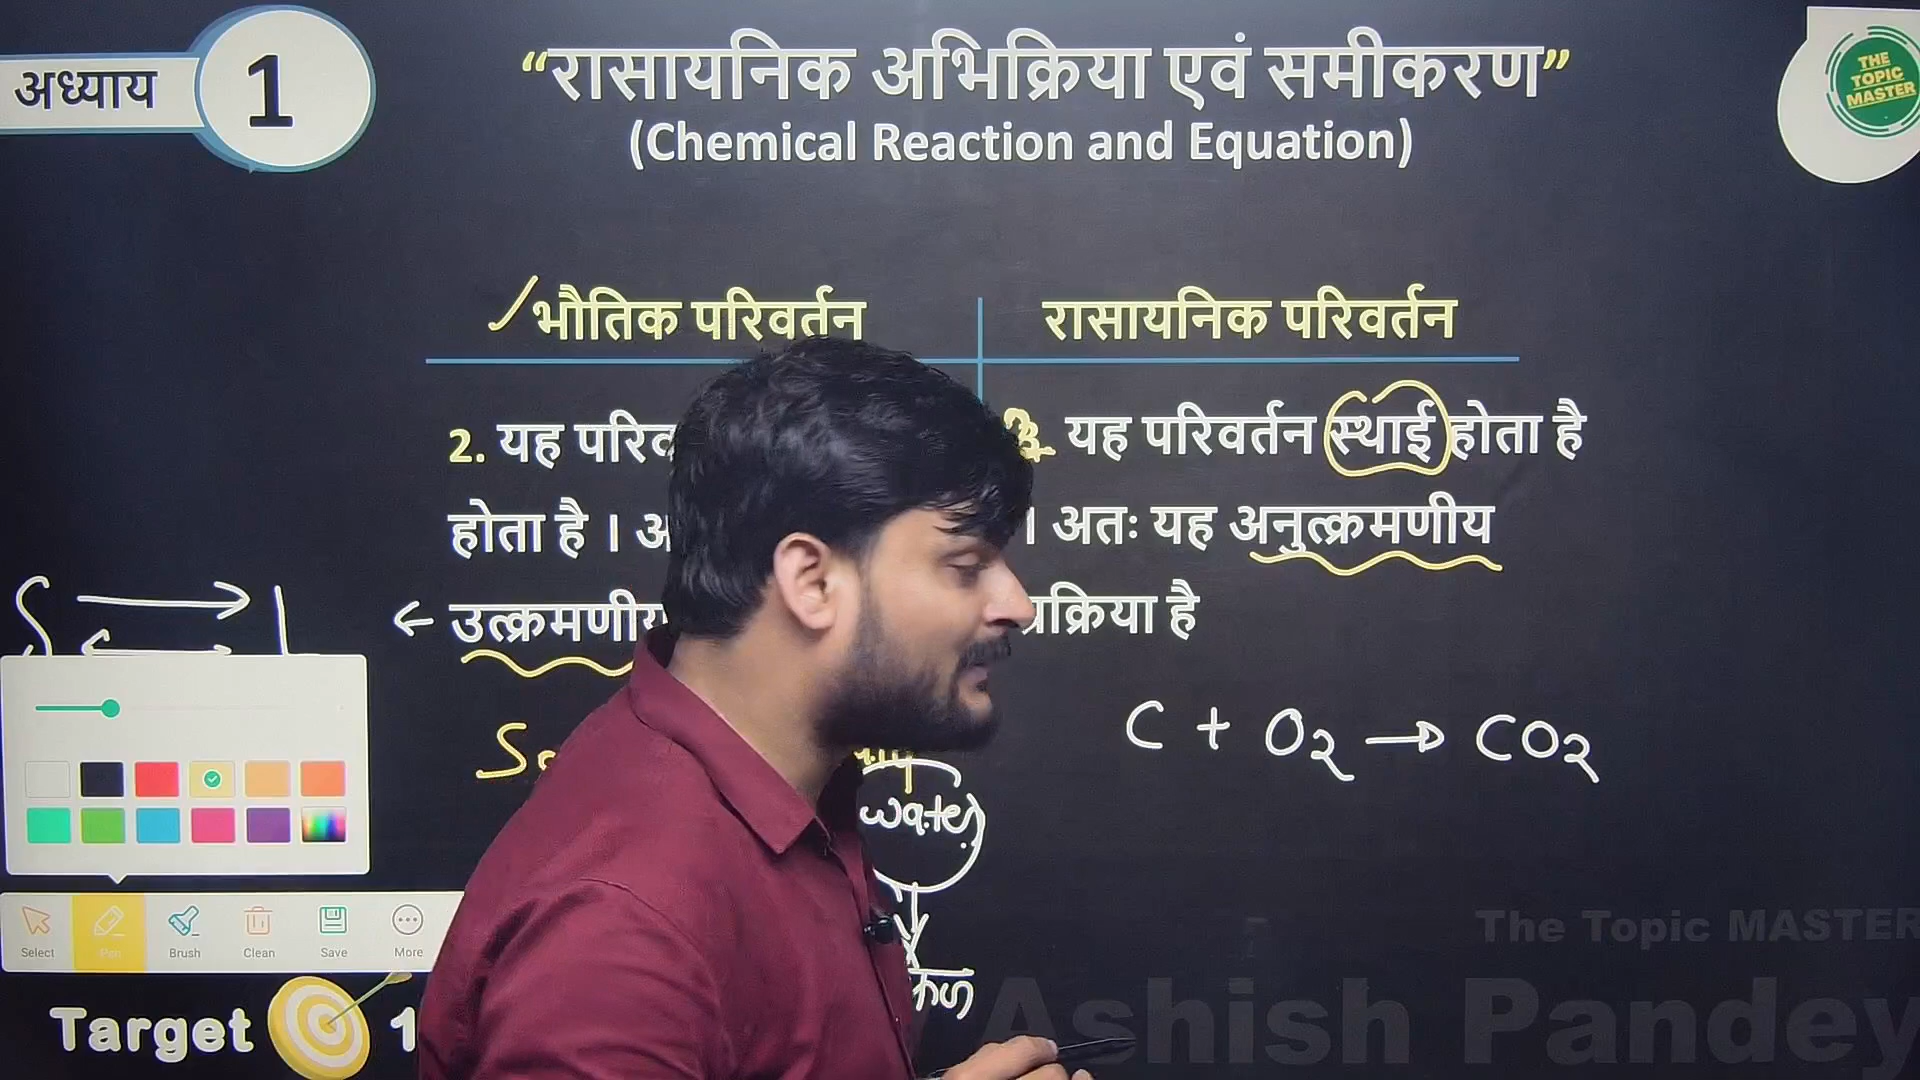 अध्याय 1
"रासायनिक अभिक्रिया एवं समीकरण"
(Chemical Reaction and Equation)
THE
TOPIC
MASTER
भौतिक परिवर्तन
रासायनिक परिवर्तन
2. यह
होता है ।
← उत्क्रमणीय
यह परिवर्तन स्थाई होता है
। अतः यह अनुत्क्रमणीय
प्रक्रिया है
S → l
C + O2 → CO2
water
Select Pen Brush Clean Save More
The Topic MASTER
Ashish Pandey
Target 1